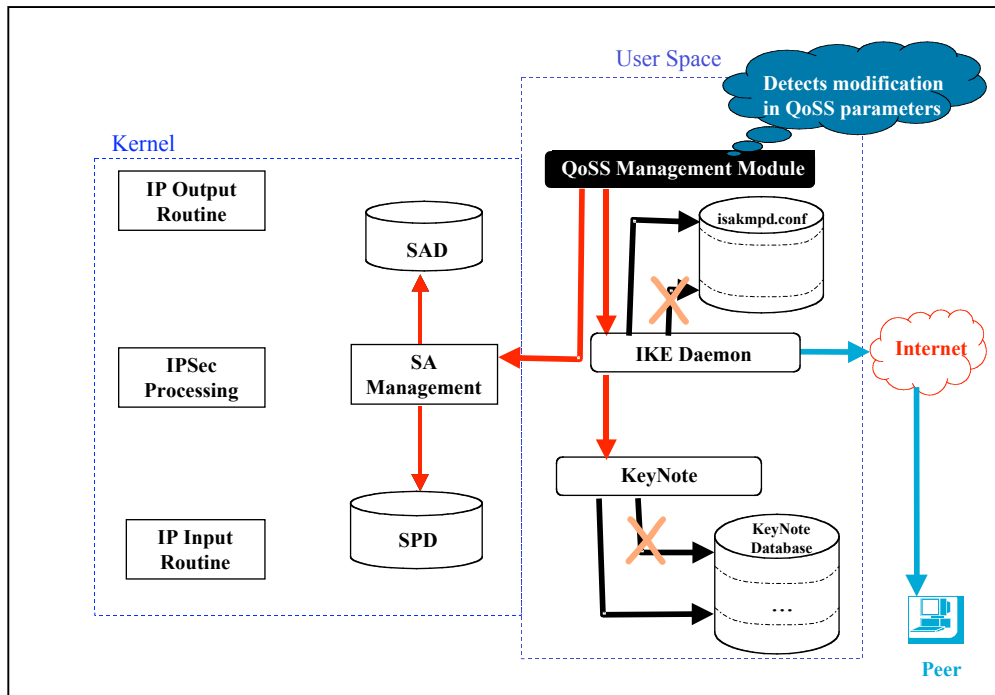 User Space
Detects modification
in QoSS parameters
Kernel
QoSS Management Module
IP Output
Routine
SAD
isakmpd.conf
IPSec
Processing
SA
Management
IKE Daemon
Internet
KeyNote
IP Input
Routine
SPD
KeyNote
Database
...
Peer